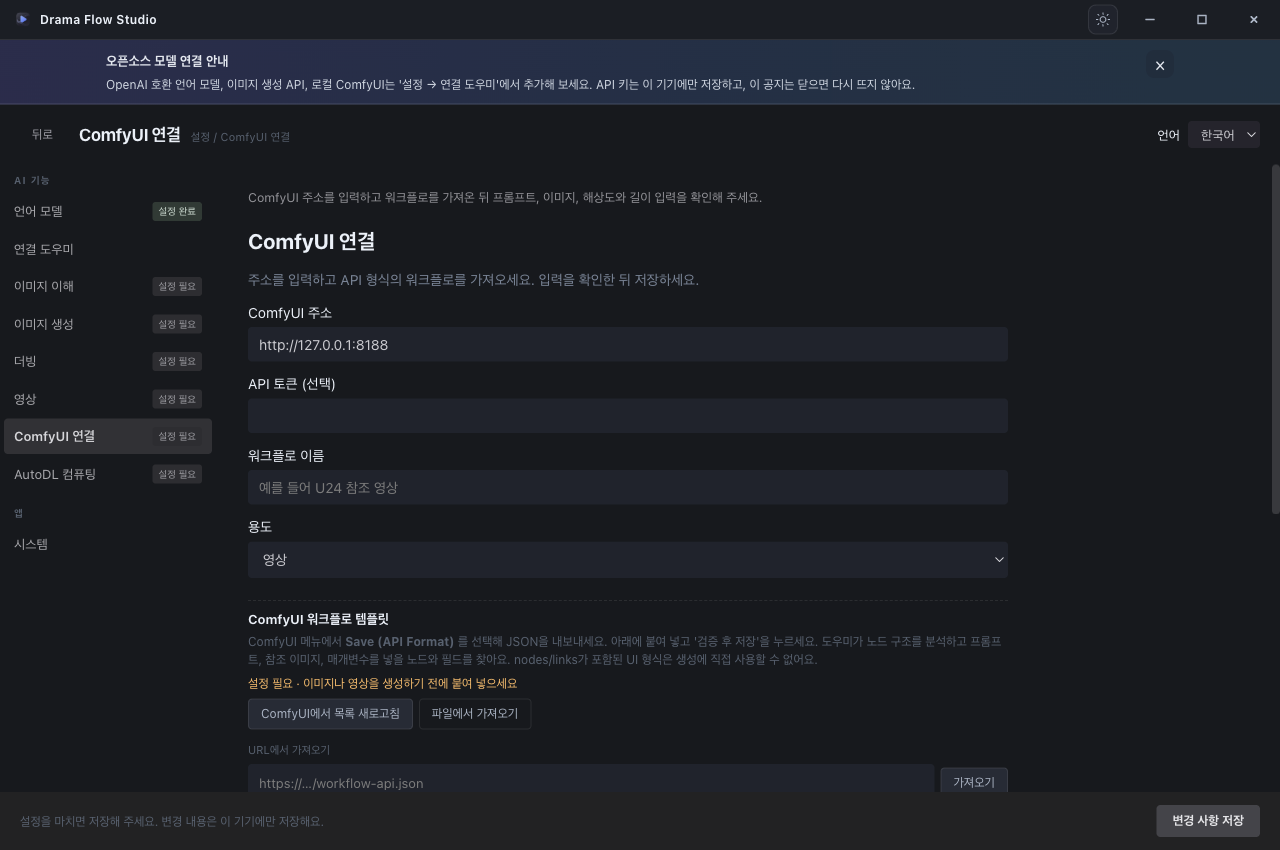 Drama Flow Studio
오픈소스 모델 연결 안내
OpenAI 호환 언어 모델, 이미지 생성 API, 로컬 ComfyUI는 '설정 → 연결 도우미'에서 추가해 보세요. API 키는 이 기기에만 저장하고, 이 공지는 닫으면 다시 뜨지 않아요.
뒤로
ComfyUI 연결
설정 / ComfyUI 연결
언어
한국어
AI 기능
언어 모델
설정 완료
연결 도우미
이미지 이해
설정 필요
이미지 생성
설정 필요
더빙
설정 필요
영상
설정 필요
ComfyUI 연결
설정 필요
AutoDL 컴퓨팅
설정 필요
앱
시스템
ComfyUI 주소를 입력하고 워크플로를 가져온 뒤 프롬프트, 이미지, 해상도와 길이 입력을 확인해 주세요.
ComfyUI 연결
주소를 입력하고 API 형식의 워크플로를 가져오세요. 입력을 확인한 뒤 저장하세요.
ComfyUI 주소
http://127.0.0.1:8188
API 토큰 (선택)
워크플로 이름
예를 들어 U24 참조 영상
용도
영상
ComfyUI 워크플로 템플릿
ComfyUI 메뉴에서 Save (API Format) 를 선택해 JSON을 내보내세요. 아래에 붙여 넣고 '검증 후 저장'을 누르세요. 도우미가 노드 구조를 분석하고 프롬프
트, 참조 이미지, 매개변수를 넣을 노드와 필드를 찾아요. nodes/links가 포함된 UI 형식은 생성에 직접 사용할 수 없어요.
설정 필요 · 이미지나 영상을 생성하기 전에 붙여 넣으세요
ComfyUI에서 목록 새로고침
파일에서 가져오기
URL에서 가져오기
https://.../workflow-api.json
가져오기
설정을 마치면 저장해 주세요. 변경 내용은 이 기기에만 저장해요.
변경 사항 저장